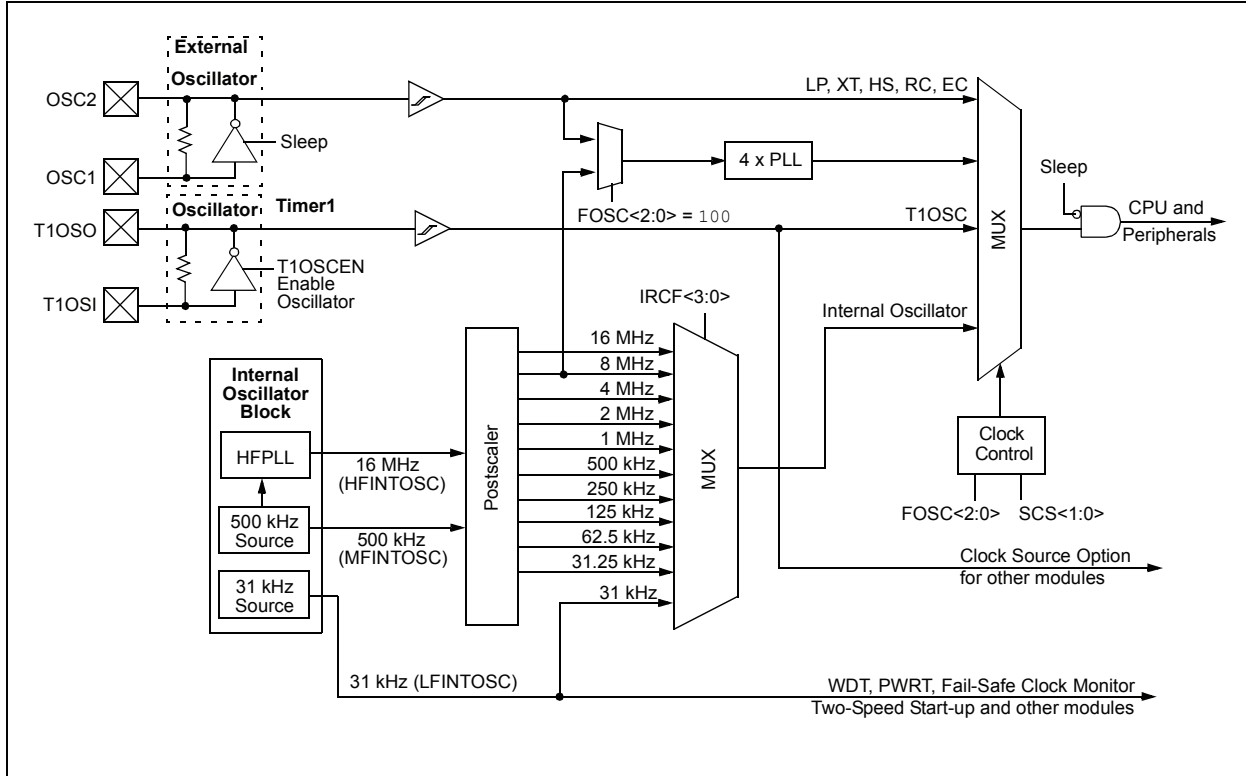 External
Oscillator
OSC2
Sleep
OSC1
LP, XT, HS, RC, EC
4 x PLL
FOSC<2:0> = 100
Sleep
CPU and
Peripherals
MUX
Oscillator
Timer1
T1OSO
T1OSC
T1OSCEN
Enable
Oscillator
T1OSI
IRCF<3:0>
Internal Oscillator
Internal
Oscillator
Block
HFPLL
500 kHz
Source
31 kHz
Source
16 MHz
(HFINTOSC)
500 kHz
(MFINTOSC)
Postscaler
16 MHz
8 MHz
4 MHz
2 MHz
1 MHz
500 kHz
250 kHz
125 kHz
62.5 kHz
31.25 kHz
31 kHz
MUX
Clock
Control
FOSC<2:0>
SCS<1:0>
Clock Source Option
for other modules
31 kHz (LFINTOSC)
WDT, PWRT, Fail-Safe Clock Monitor
Two-Speed Start-up and other modules